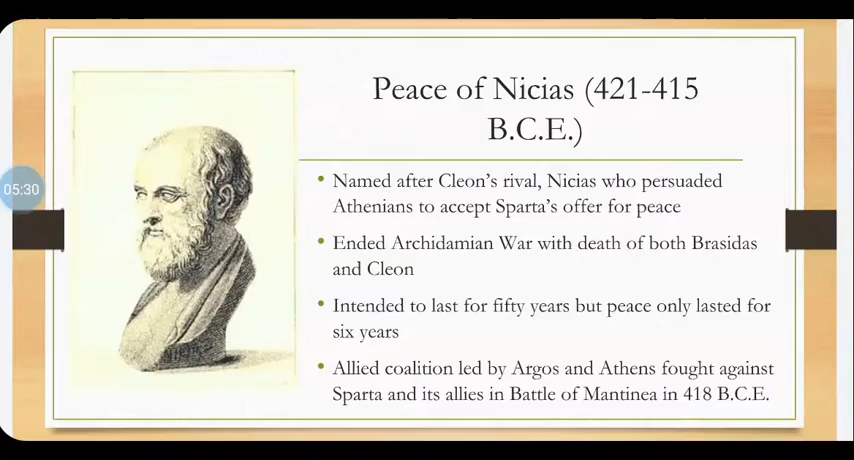 Peace of Nicias (421-415
B.C.E.)
05:30
• Named after Cleon's rival, Nicias who persuaded
Athenians to accept Sparta's offer for peace
• Ended Archidamian War with death of both Brasidas
and Cleon
• Intended to last for fifty years but peace only lasted for
six years
• Allied coalition led by Argos and Athens fought against
Sparta and its allies in Battle of Mantinea in 418 B.C.E.